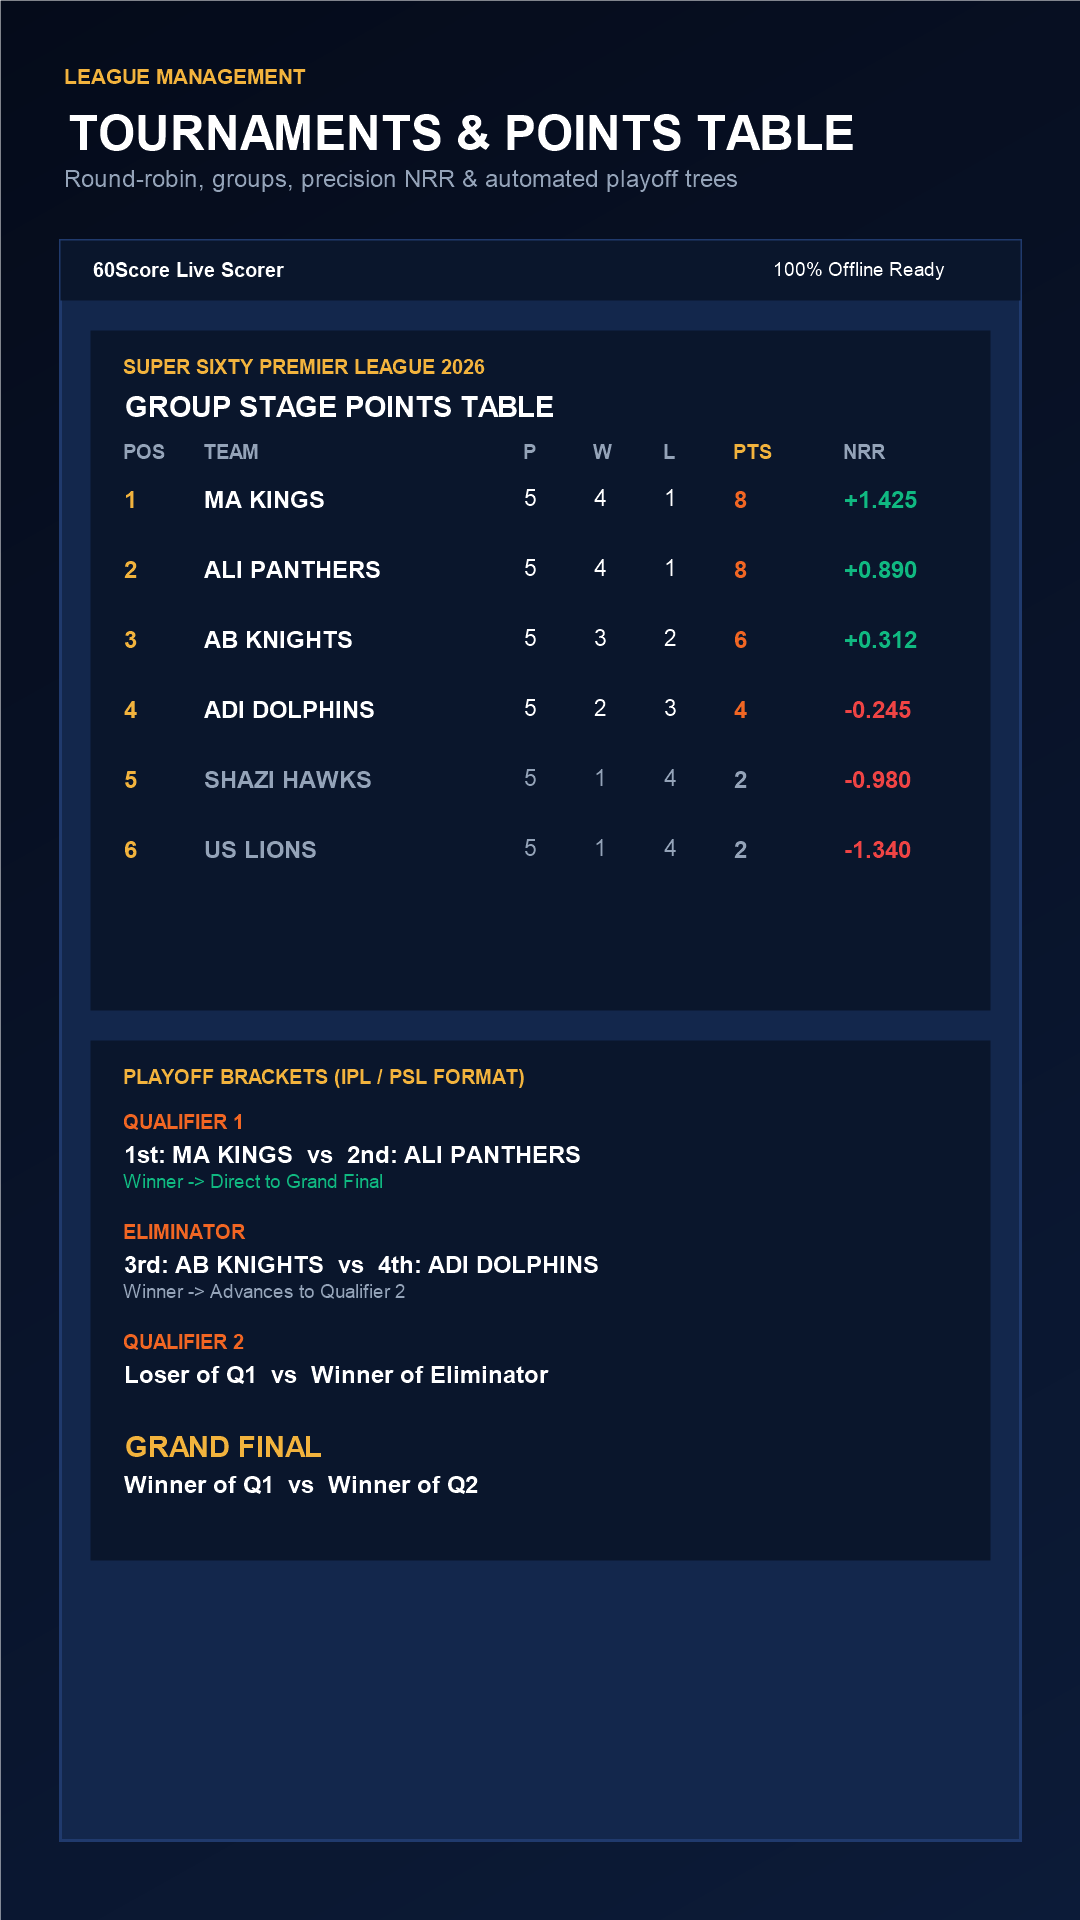 LEAGUE MANAGEMENT
TOURNAMENTS & POINTS TABLE
Round-robin, groups, precision NRR & automated playoff trees
60Score Live Scorer 100% Offline Ready
SUPER SIXTY PREMIER LEAGUE 2026
GROUP STAGE POINTS TABLE
POS TEAM P W L PTS NRR
1 MA KINGS 5 4 1 8 +1.425
2 ALI PANTHERS 5 4 1 8 +0.890
3 AB KNIGHTS 5 3 2 6 +0.312
4 ADI DOLPHINS 5 2 3 4 -0.245
5 SHAZI HAWKS 5 1 4 2 -0.980
6 US LIONS 5 1 4 2 -1.340
PLAYOFF BRACKETS (IPL / PSL FORMAT)
QUALIFIER 1
1st: MA KINGS vs 2nd: ALI PANTHERS
Winner -> Direct to Grand Final
ELIMINATOR
3rd: AB KNIGHTS vs 4th: ADI DOLPHINS
Winner -> Advances to Qualifier 2
QUALIFIER 2
Loser of Q1 vs Winner of Eliminator
GRAND FINAL
Winner of Q1 vs Winner of Q2